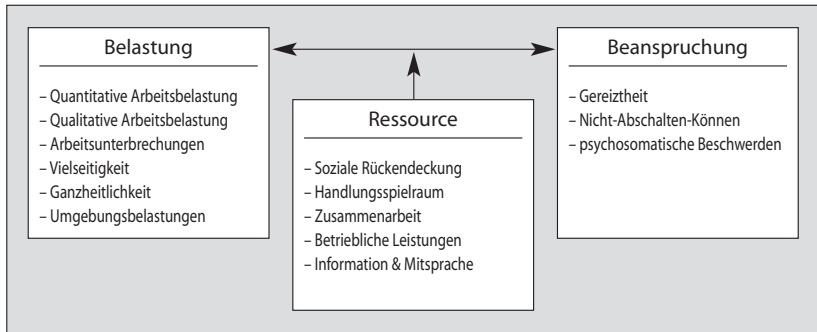 Belastung
– Quantitative Arbeitsbelastung
– Qualitative Arbeitsbelastung
– Arbeitsunterbrechungen
– Vielseitigkeit
– Ganzheitlichkeit
– Umgebungsbelastungen
Ressource
– Soziale Rückendeckung
– Handlungsspielraum
– Zusammenarbeit
– Betriebliche Leistungen
– Information & Mitsprache
Beanspruchung
– Gereiztheit
– Nicht-Abschalten-Können
– psychosomatische Beschwerden